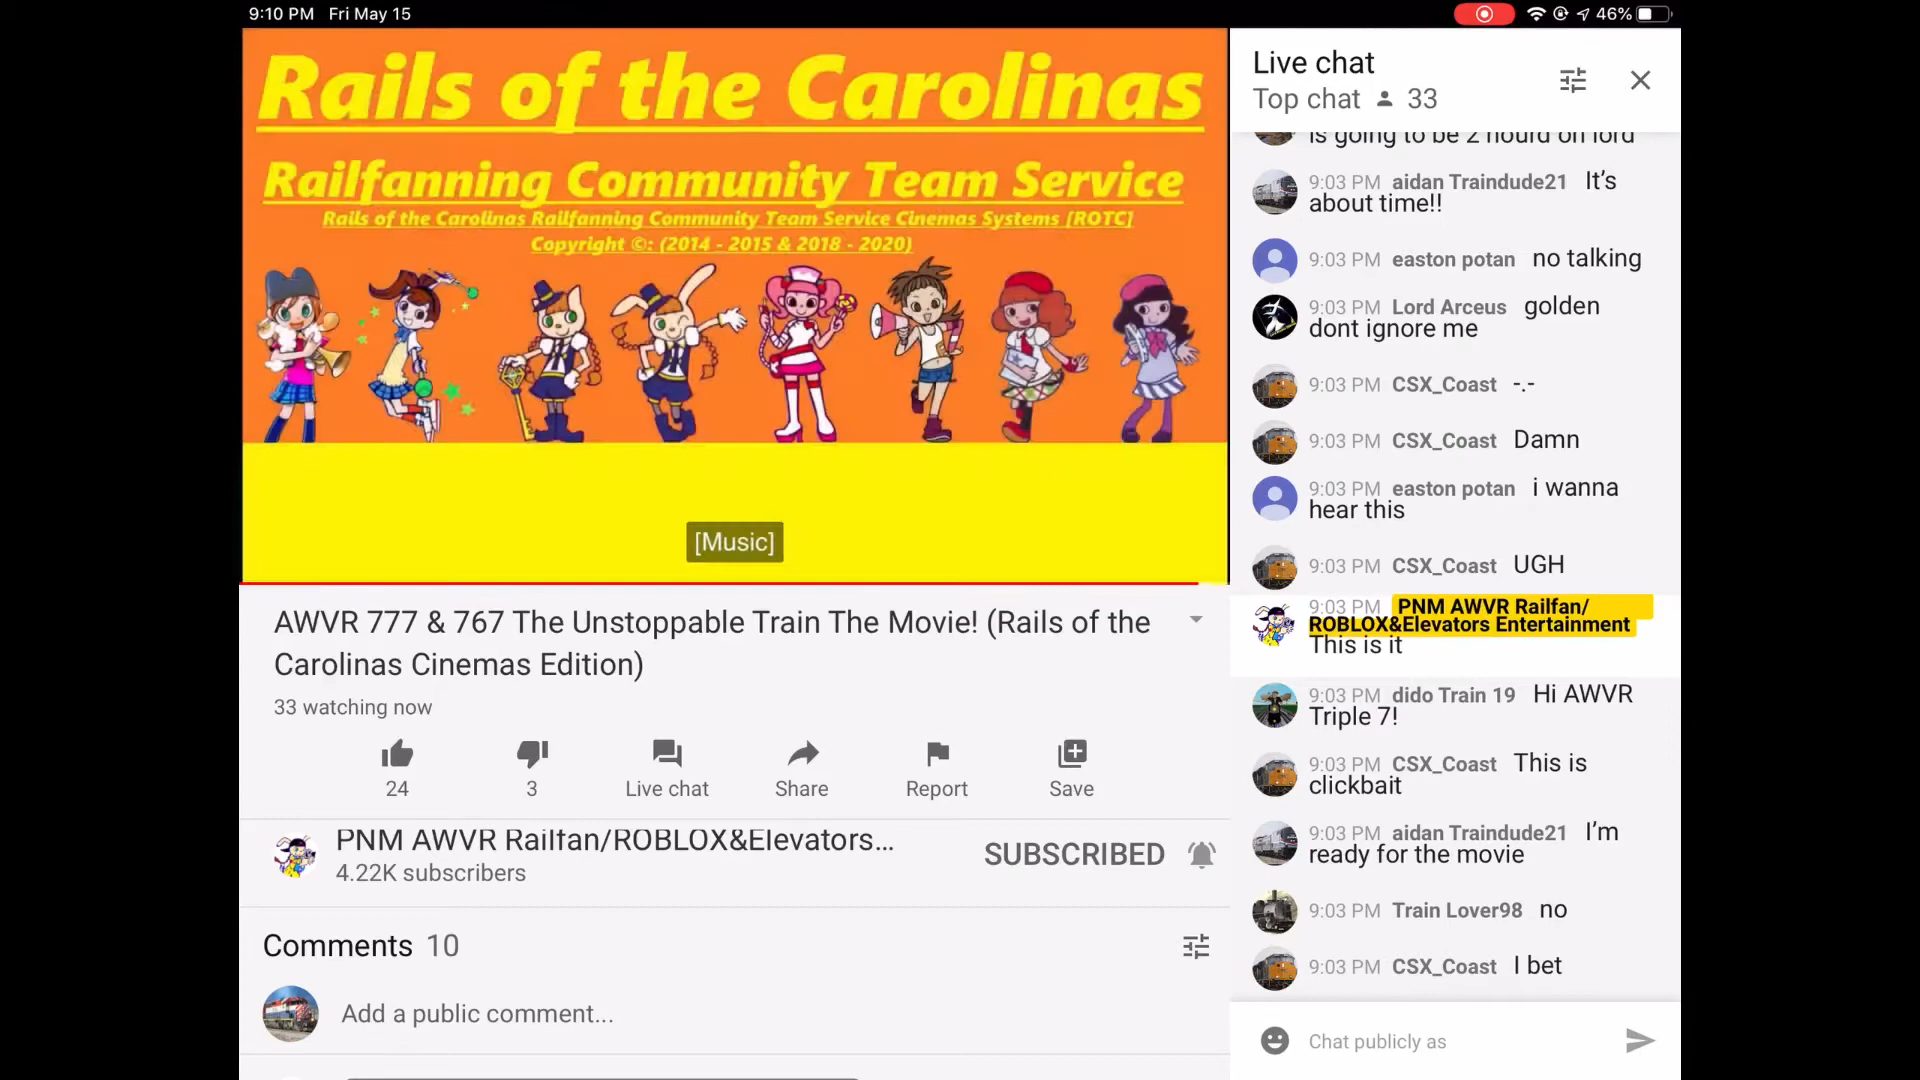 9:10 PM Fri May 15
46%
Rails of the Carolinas
Railfanning Community Team Service
Rails of the Carolinas Railfanning Community Team Service Cinemas Systems [ROTC]
Copyright ©: (2014 - 2015 & 2018 - 2020)
[Music]
AWVR 777 & 767 The Unstoppable Train The Movie! (Rails of the
Carolinas Cinemas Edition)
33 watching now
24
3
Live chat
Share
Report
Save
PNM AWVR Railfan/ROBLOX&Elevators...
4.22K subscribers
SUBSCRIBED
Comments 10
Add a public comment...
Live chat
Top chat 33
is going to be 2 hourd on lord
9:03 PM aidan Traindude21 It's
about time!!
9:03 PM easton potan no talking
9:03 PM Lord Arceus golden
dont ignore me
9:03 PM CSX_Coast -.-
9:03 PM CSX_Coast Damn
9:03 PM easton potan i wanna
hear this
9:03 PM CSX_Coast UGH
9:03 PM PNM AWVR Railfan/
ROBLOX&Elevators Entertainment
This is it
9:03 PM dido Train 19 Hi AWVR
Triple 7!
9:03 PM CSX_Coast This is
clickbait
9:03 PM aidan Traindude21 I'm
ready for the movie
9:03 PM Train Lover98 no
9:03 PM CSX_Coast I bet
Chat publicly as